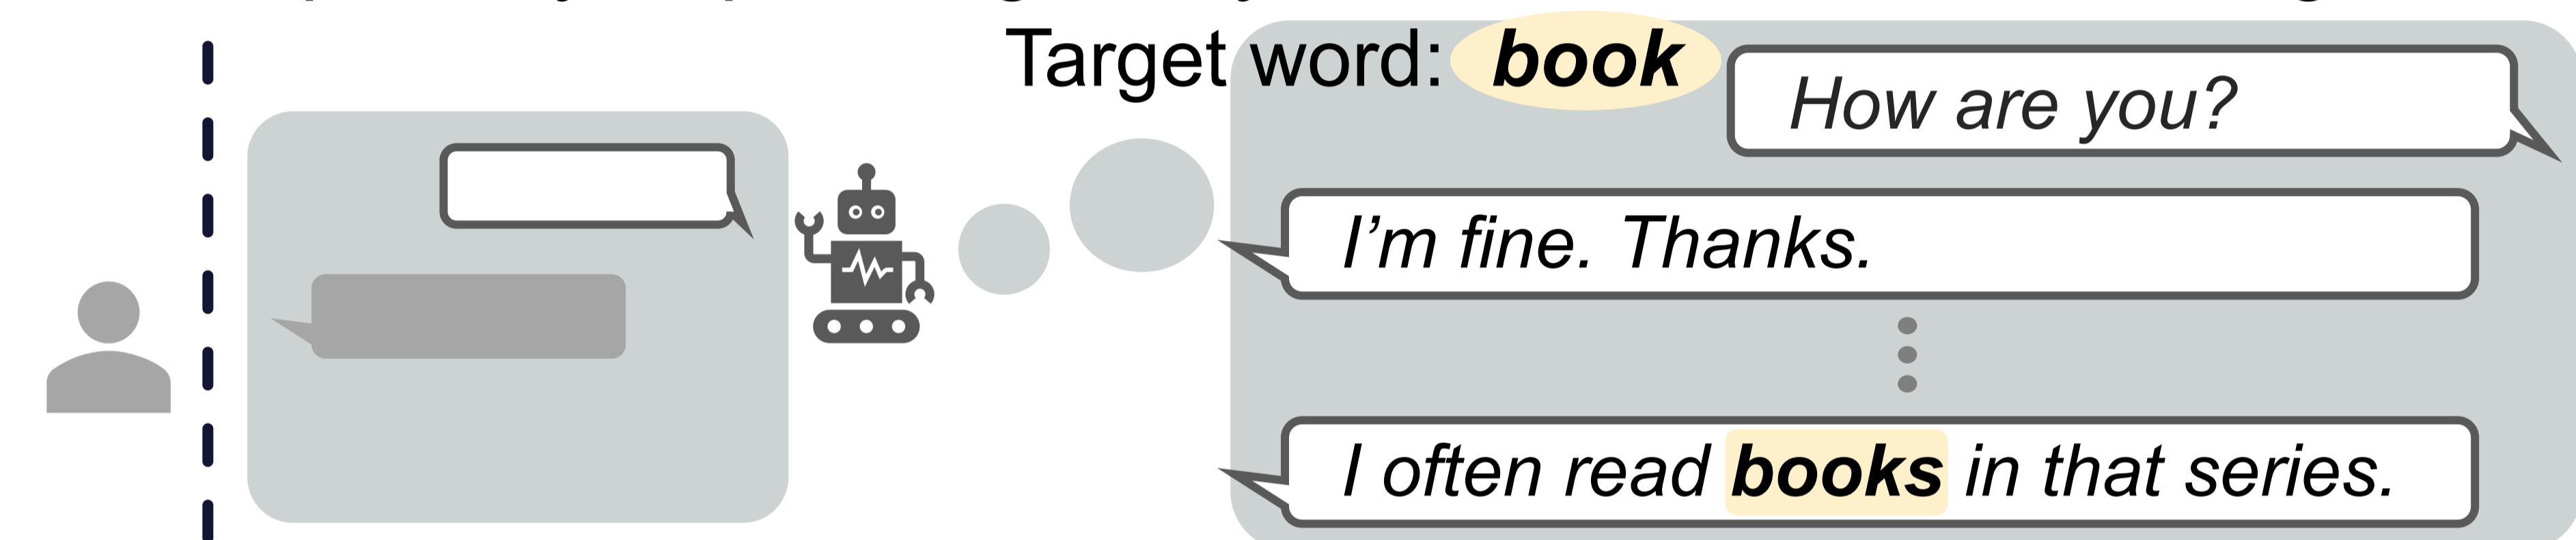 Target word: book
How are you?
I'm fine. Thanks.
I often read books in that series.